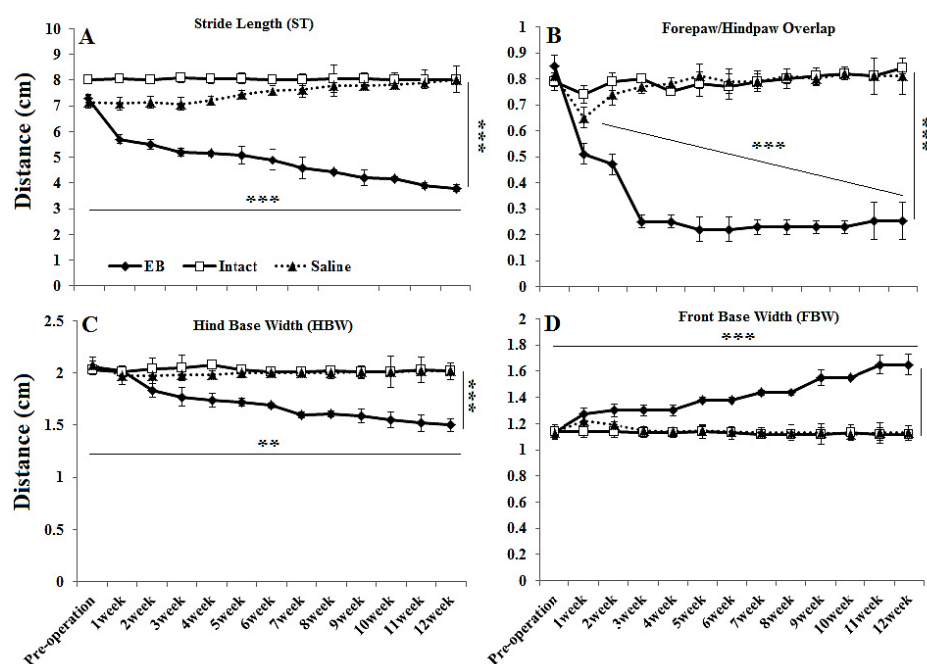 A
Stride Length (ST)
10
9
8
7
6
5
4
3
2
1
0
Distance (cm)
***
***
EB Intact Saline
B
Forepaw/Hindpaw Overlap
1
0.9
0.8
0.7
0.6
0.5
0.4
0.3
0.2
0.1
0
***
***
C
Hind Base Width (HBW)
2.5
2
1.5
1
0.5
0
Distance (cm)
***
**
Pre-operation
1week
2week
3week
4week
5week
6week
7week
8week
9week
10week
11week
12week
D
Front Base Width (FBW)
2
1.8
1.6
1.4
1.2
1
0.8
0.6
0.4
0.2
0
***
Pre-operation
1week
2week
3week
4week
5week
6week
7week
8week
9week
10week
11week
12week